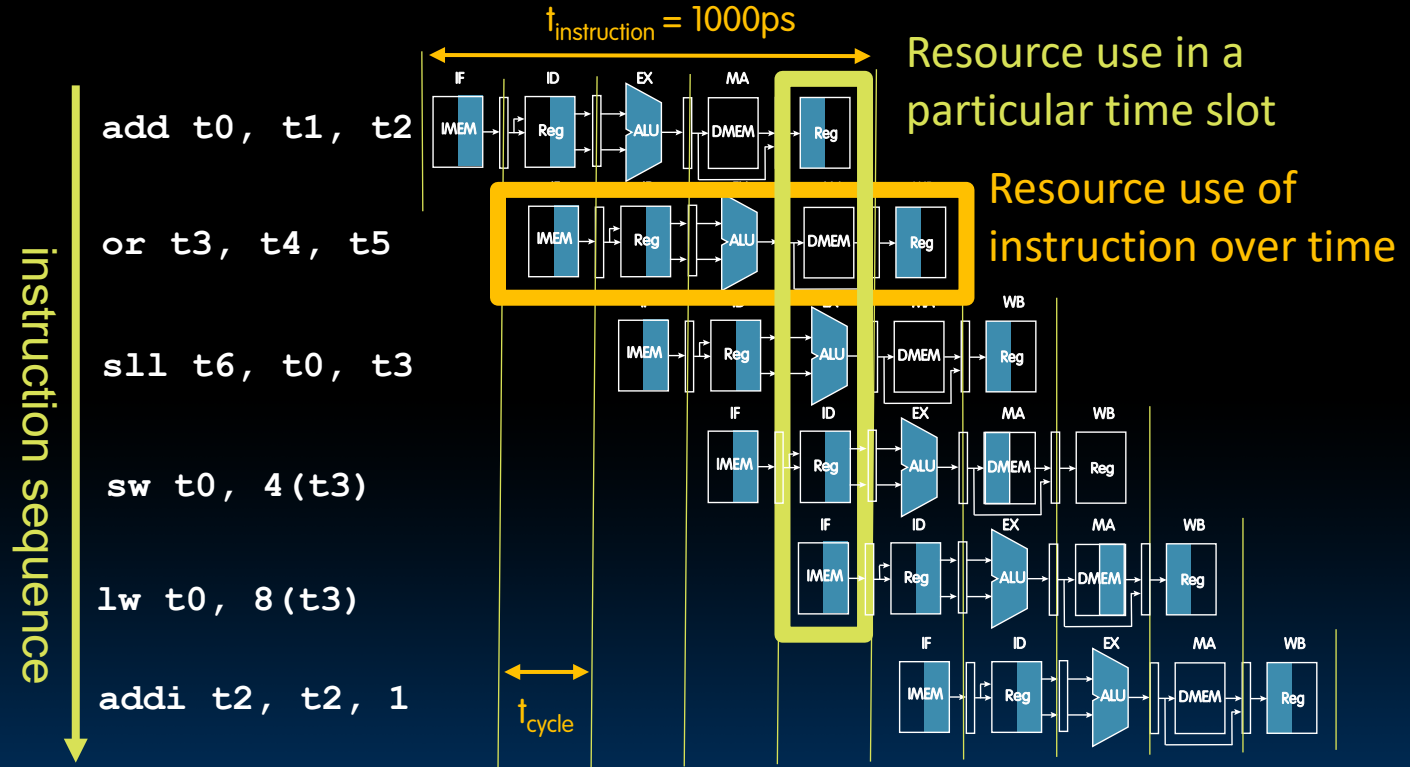 t_instruction = 1000ps
Resource use in a
particular time slot
instruction sequence
IF ID EX MA
add t0, t1, t2
IMEM Reg ALU DMEM Reg
Resource use of
instruction over time
or t3, t4, t5
IMEM Reg ALU DMEM Reg
WB
sll t6, t0, t3
IMEM Reg ALU DMEM Reg
IF ID EX MA WB
sw t0, 4(t3)
IMEM Reg ALU DMEM Reg
IF ID EX MA WB
lw t0, 8(t3)
IMEM Reg ALU DMEM Reg
IF ID EX MA WB
addi t2, t2, 1
IMEM Reg ALU DMEM Reg
t_cycle